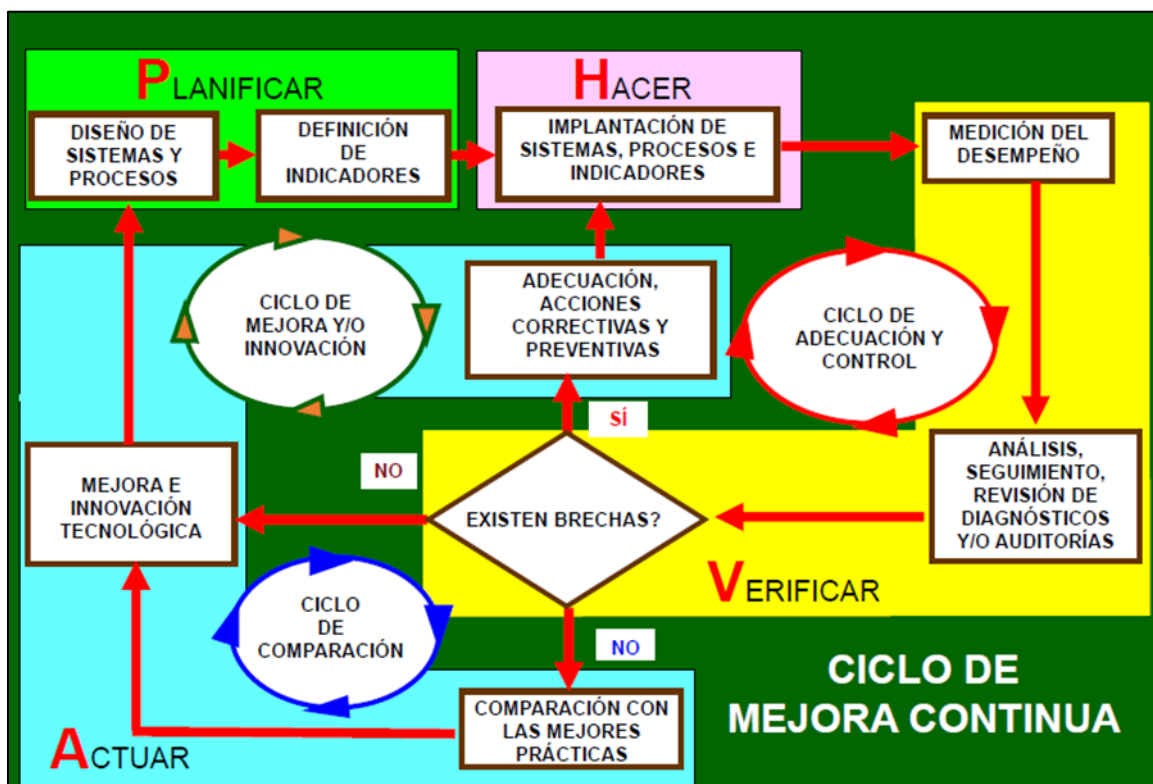 PLANIFICAR
HACER
DISEÑO DE
SISTEMAS Y
PROCESOS
DEFINICIÓN
DE
INDICADORES
IMPLANTACIÓN DE
SISTEMAS, PROCESOS E
INDICADORES
MEDICIÓN DEL
DESEMPEÑO
CICLO DE
MEJORA Y/O
INNOVACIÓN
ADECUACIÓN,
ACCIONES
CORRECTIVAS Y
PREVENTIVAS
CICLO DE
ADECUACIÓN Y
CONTROL
SÍ
NO
MEJORA E
INNOVACIÓN
TECNOLÓGICA
EXISTEN BRECHAS?
ANÁLISIS,
SEGUIMIENTO,
REVISIÓN DE
DIAGNÓSTICOS
Y/O AUDITORÍAS
VERIFICAR
CICLO
DE
COMPARACIÓN
NO
COMPARACIÓN CON
LAS MEJORES
PRÁCTICAS
ACTUAR
CICLO DE
MEJORA CONTINUA